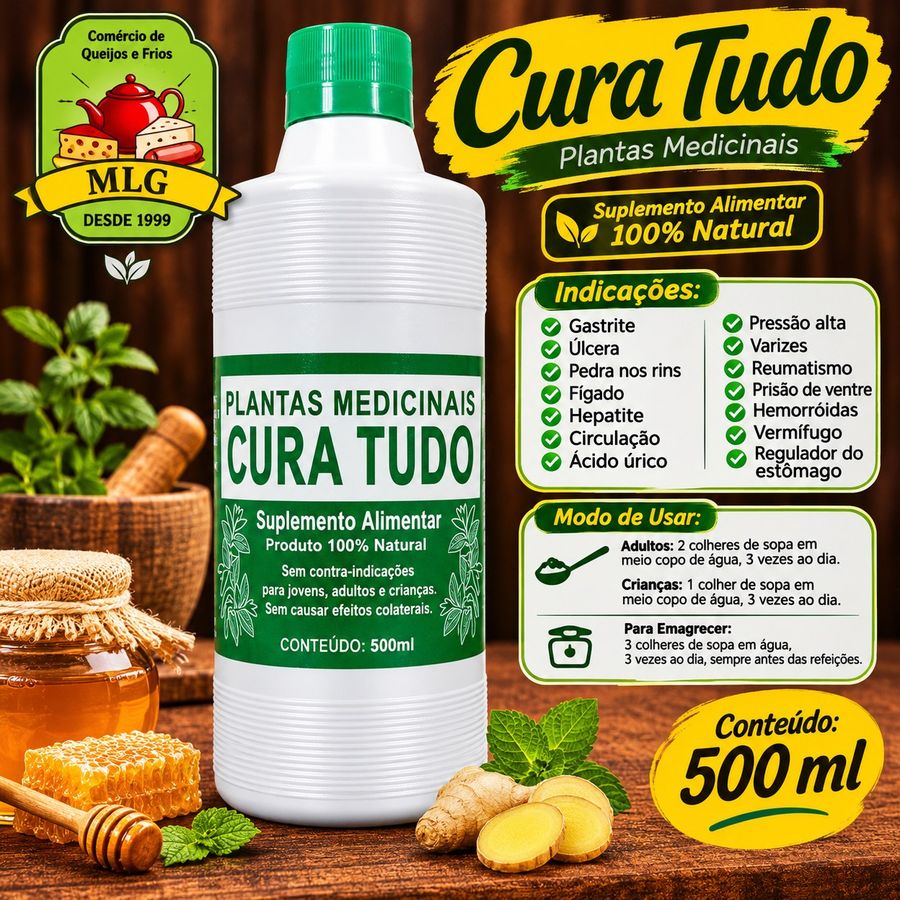 Comércio de
Queijos e Frios
MLG
DESDE 1999
Cura Tudo
Plantas Medicinais
Suplemento Alimentar
100% Natural
Indicações:
Gastrite
Úlcera
Pedra nos rins
Fígado
Hepatite
Circulação
Ácido úrico
Pressão alta
Varizes
Reumatismo
Prisão de ventre
Hemorróidas
Vermífugo
Regulador do
estômago
PLANTAS MEDICINAIS
CURA TUDO
Suplemento Alimentar
Produto 100% Natural
Sem contra-indicações
para jovens, adultos e crianças.
Sem causar efeitos colaterais.
CONTEÚDO: 500ml
Modo de Usar:
Adultos: 2 colheres de sopa em
meio copo de água, 3 vezes ao dia.
Crianças: 1 colher de sopa em
meio copo de água, 3 vezes ao dia.
Para Emagrecer:
3 colheres de sopa em água,
3 vezes ao dia, sempre antes das refeições.
Conteúdo:
500 ml